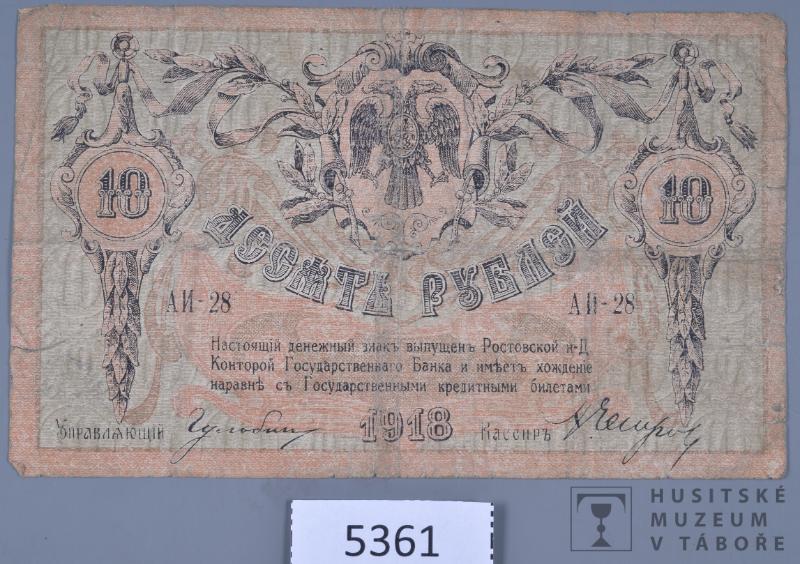 10
10
ДЕСЯТЬ РУБЛЕЙ
АИ-28
АИ-28
Настоящій денежный знакъ выпущенъ Ростовской н-Д
Конторой Государственнаго Банка и имѣетъ хожденіе
наравнѣ съ Государственными кредитными билетами
Управляющій
1918
Кассиръ
5361
HUSITSKÉ
MUZEUM
V TÁBOŘE